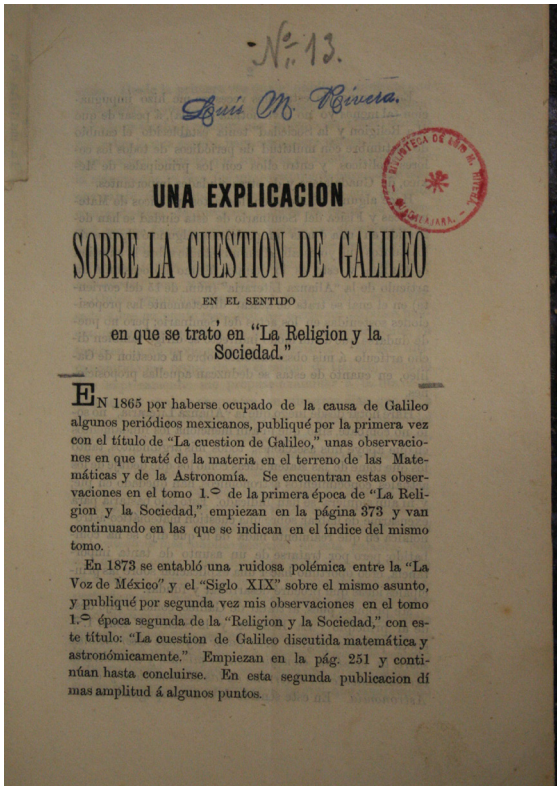 No. 13.
Luis M. Rivera.
BIBLIOTECA DE LUIS M. RIVERA.
GUADALAJARA.
UNA EXPLICACION
SOBRE LA CUESTION DE GALILEO
EN EL SENTIDO
en que se trató en "La Religion y la
Sociedad."
EN 1865 por haberse ocupado de la causa de Galileo
algunos periódicos mexicanos, publiqué por la primera vez
con el título de "La cuestion de Galileo," unas observacio-
nes en que traté de la materia en el terreno de las Mate-
máticas y de la Astronomía. Se encuentran estas obser-
vaciones en el tomo 1.º de la primera época de "La Reli-
gion y la Sociedad," empiezan en la página 373 y van
continuando en las que se indican en el índice del mismo
tomo.
En 1873 se entabló una ruidosa polémica entre la "La
Voz de México" y el "Siglo XIX" sobre el mismo asunto,
y publiqué por segunda vez mis observaciones en el tomo
1.º época segunda de la "Religion y la Sociedad," con es-
te título: "La cuestion de Galileo discutida matemática y
astronómicamente." Empiezan en la pág. 251 y conti-
núan hasta concluirse. En esta segunda publicacion dí
mas amplitud á algunos puntos.